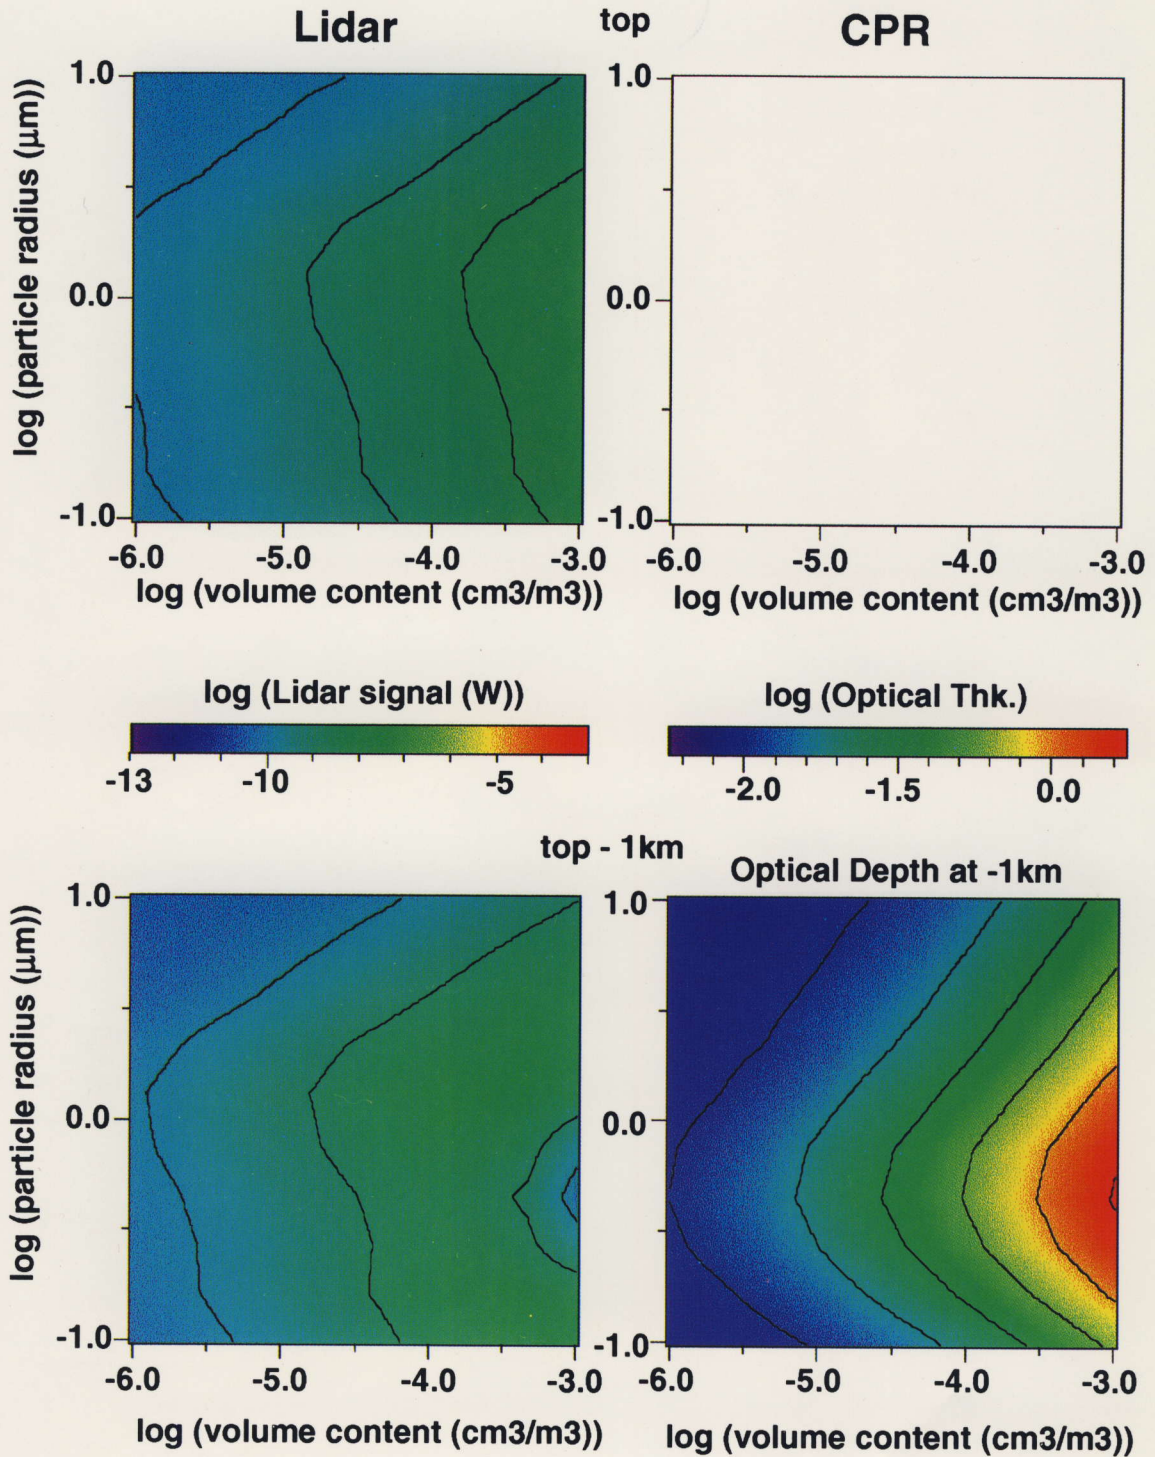 Lidar
top
CPR
log (particle radius (μm))
1.0
0.0
-1.0
-6.0 -5.0 -4.0 -3.0
log (volume content (cm3/m3))
1.0
0.0
-1.0
-6.0 -5.0 -4.0 -3.0
log (volume content (cm3/m3))
log (Lidar signal (W))
-13 -10 -5
log (Optical Thk.)
-2.0 -1.5 0.0
top - 1km
Optical Depth at -1km
log (particle radius (μm))
1.0
0.0
-1.0
-6.0 -5.0 -4.0 -3.0
log (volume content (cm3/m3))
1.0
0.0
-1.0
-6.0 -5.0 -4.0 -3.0
log (volume content (cm3/m3))